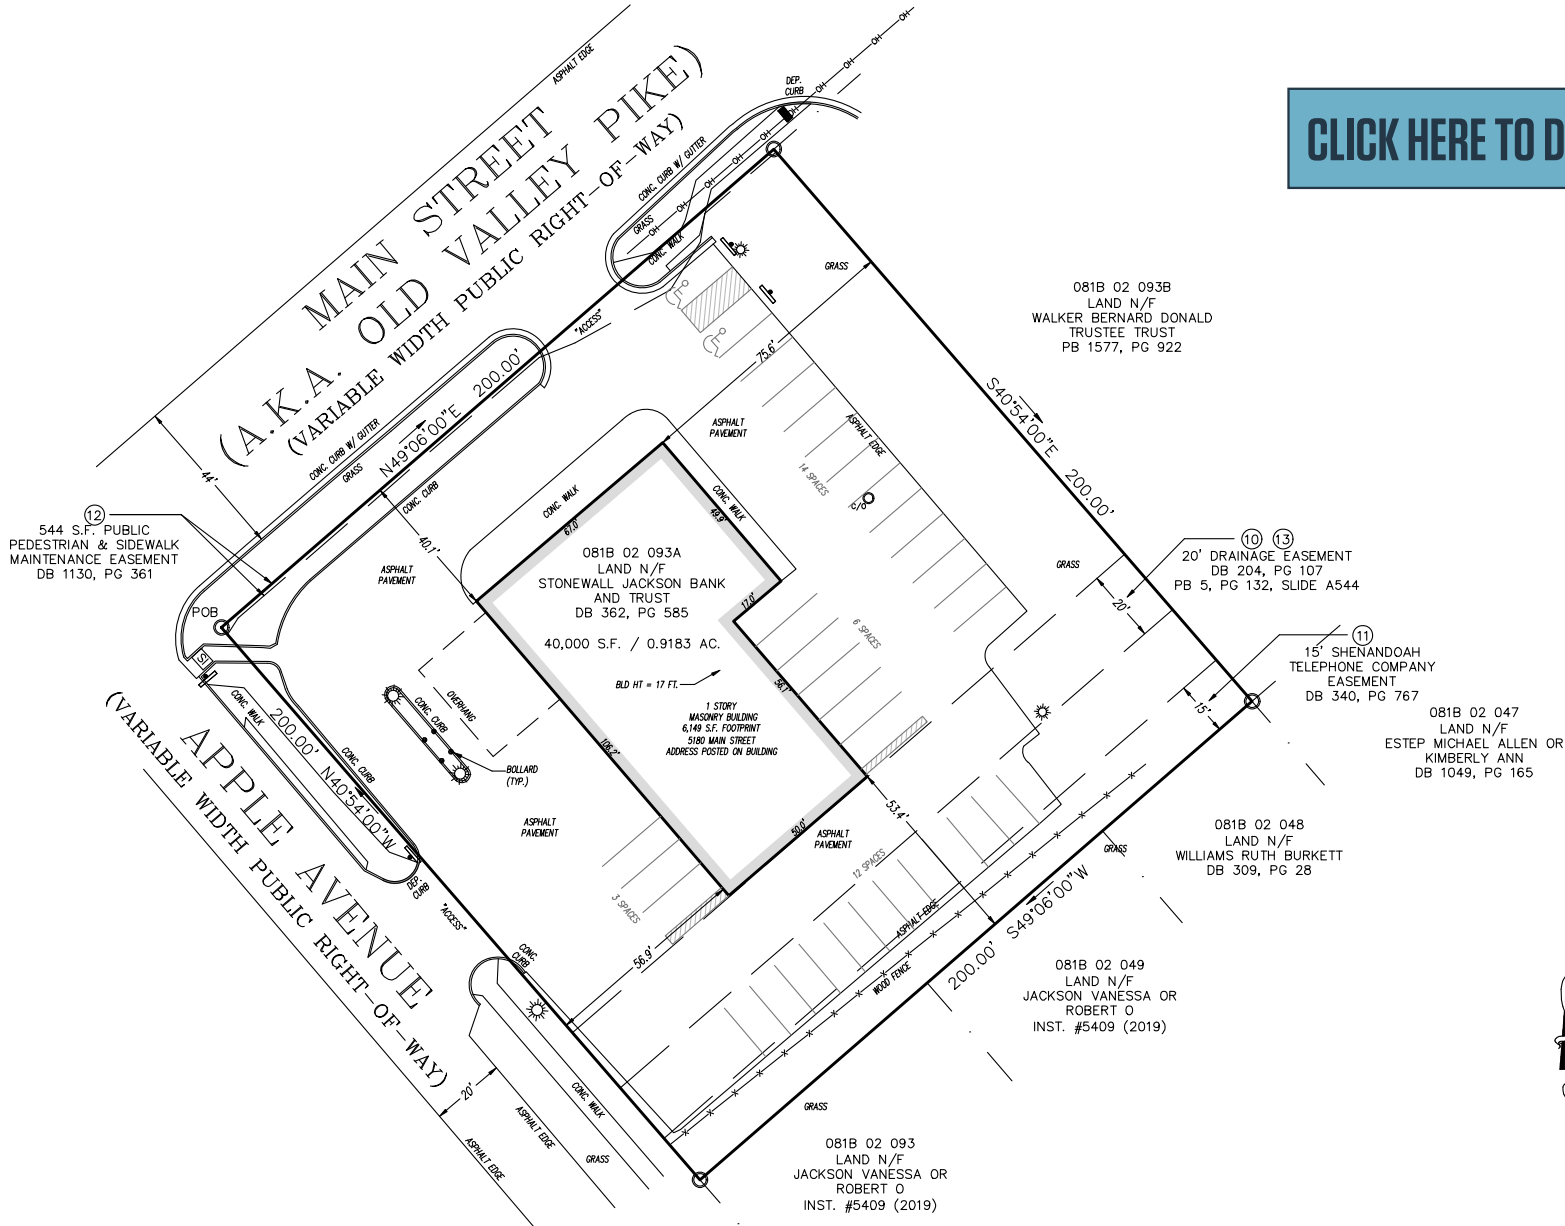 ASPHALT EDGE
MAIN STREET
(A.K.A. OLD VALLEY PIKE)
(VARIABLE WIDTH PUBLIC RIGHT-OF-WAY)
DEP.
CURB
OH
OH
OH
OH
OH
OH
OH
OH
OH
CONC. CURB W/ GUTTER
GRASS
CONC. WALK
CLICK HERE TO D
GRASS
081B 02 093B
LAND N/F
WALKER BERNARD DONALD
TRUSTEE TRUST
PB 1577, PG 922
"ACCESS"
75.6'
S40°54'00"E 200.00'
44'
CONC. CURB W/ GUTTER
GRASS
N49°06'00"E 200.00'
CONC. CURB
ASPHALT
PAVEMENT
ASPHALT EDGE
14 SPACES
C/O
12
544 S.F. PUBLIC
PEDESTRIAN & SIDEWALK
MAINTENANCE EASEMENT
DB 1130, PG 361
40.1'
CONC. WALK
67.0'
CONC. WALK
49.9'
ASPHALT
PAVEMENT
081B 02 093A
LAND N/F
STONEWALL JACKSON BANK
AND TRUST
DB 362, PG 585
40,000 S.F. / 0.9183 AC.
17.0'
6 SPACES
56.1'
BLD HT = 17 FT.
1 STORY
MASONRY BUILDING
6,149 S.F. FOOTPRINT
5180 MAIN STREET
ADDRESS POSTED ON BUILDING
106.2'
50.0'
GRASS
10 13
20' DRAINAGE EASEMENT
DB 204, PG 107
PB 5, PG 132, SLIDE A544
20'
11
15' SHENANDOAH
TELEPHONE COMPANY
EASEMENT
DB 340, PG 767
15'
081B 02 047
LAND N/F
ESTEP MICHAEL ALLEN OR
KIMBERLY ANN
DB 1049, PG 165
POB
SI
CONC. WALK
200.00' N40°54'00"W
CONC. CURB
OVERHANG
CONC. CURB
BOLLARD
(TYP.)
ASPHALT
PAVEMENT
3 SPACES
53.4'
ASPHALT
PAVEMENT
12 SPACES
ASPHALT EDGE
GRASS
081B 02 048
LAND N/F
WILLIAMS RUTH BURKETT
DB 309, PG 28
APPLE AVENUE
(VARIABLE WIDTH PUBLIC RIGHT-OF-WAY)
DEP.
CURB
"ACCESS"
CONC.
CURB
56.9'
WOOD FENCE
200.00' S49°06'00"W
081B 02 049
LAND N/F
JACKSON VANESSA OR
ROBERT O
INST. #5409 (2019)
20'
CONC. WALK
ASPHALT EDGE
GRASS
ASPHALT EDGE
GRASS
081B 02 093
LAND N/F
JACKSON VANESSA OR
ROBERT O
INST. #5409 (2019)